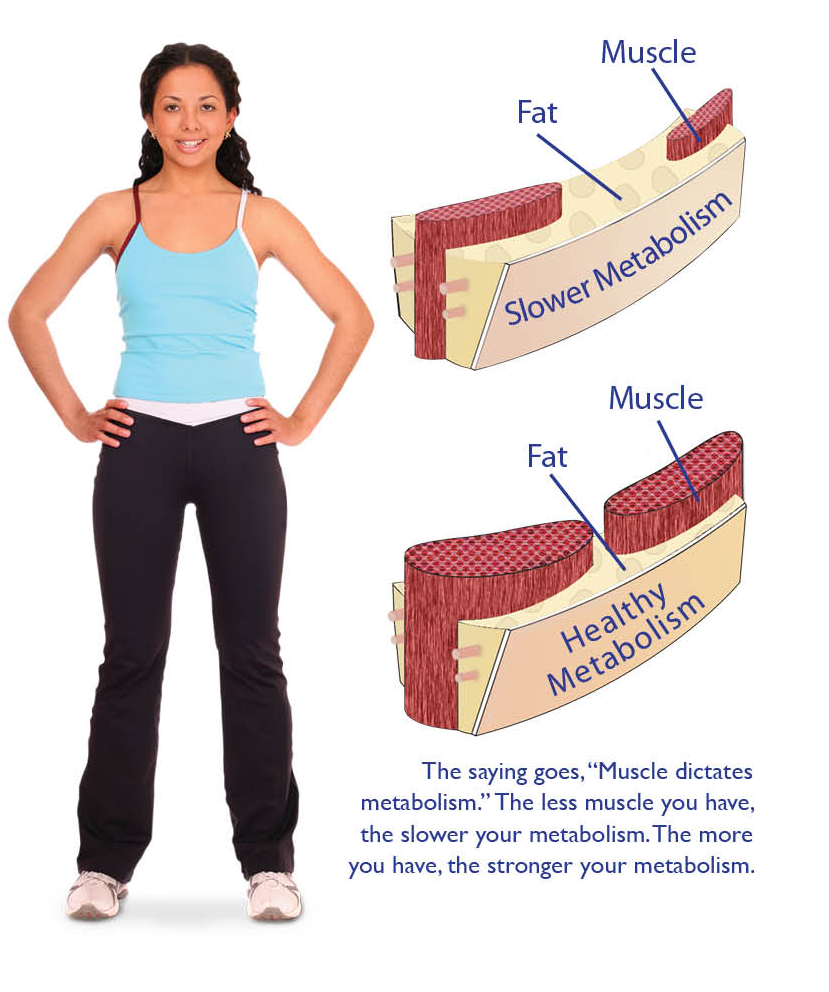 Muscle
Fat
Slower Metabolism
Muscle
Fat
Healthy
Metabolism
The saying goes, “Muscle dictates
metabolism.” The less muscle you have,
the slower your metabolism. The more
you have, the stronger your metabolism.